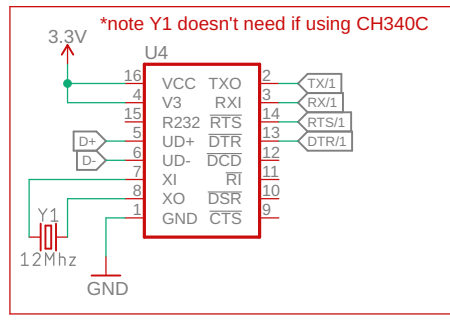 *note Y1 doesn't need if using CH340C
3.3V
U4
16 VCC TXO 2 TX/1
4 V3 RXI 3 RX/1
15 R232 RTS 14 RTS/1
D+ 5 UD+ DTR 13 DTR/1
D- 6 UD- DCD 12
7 XI RI 11
8 XO DSR 10
1 GND CTS 9
Y1
12Mhz
GND